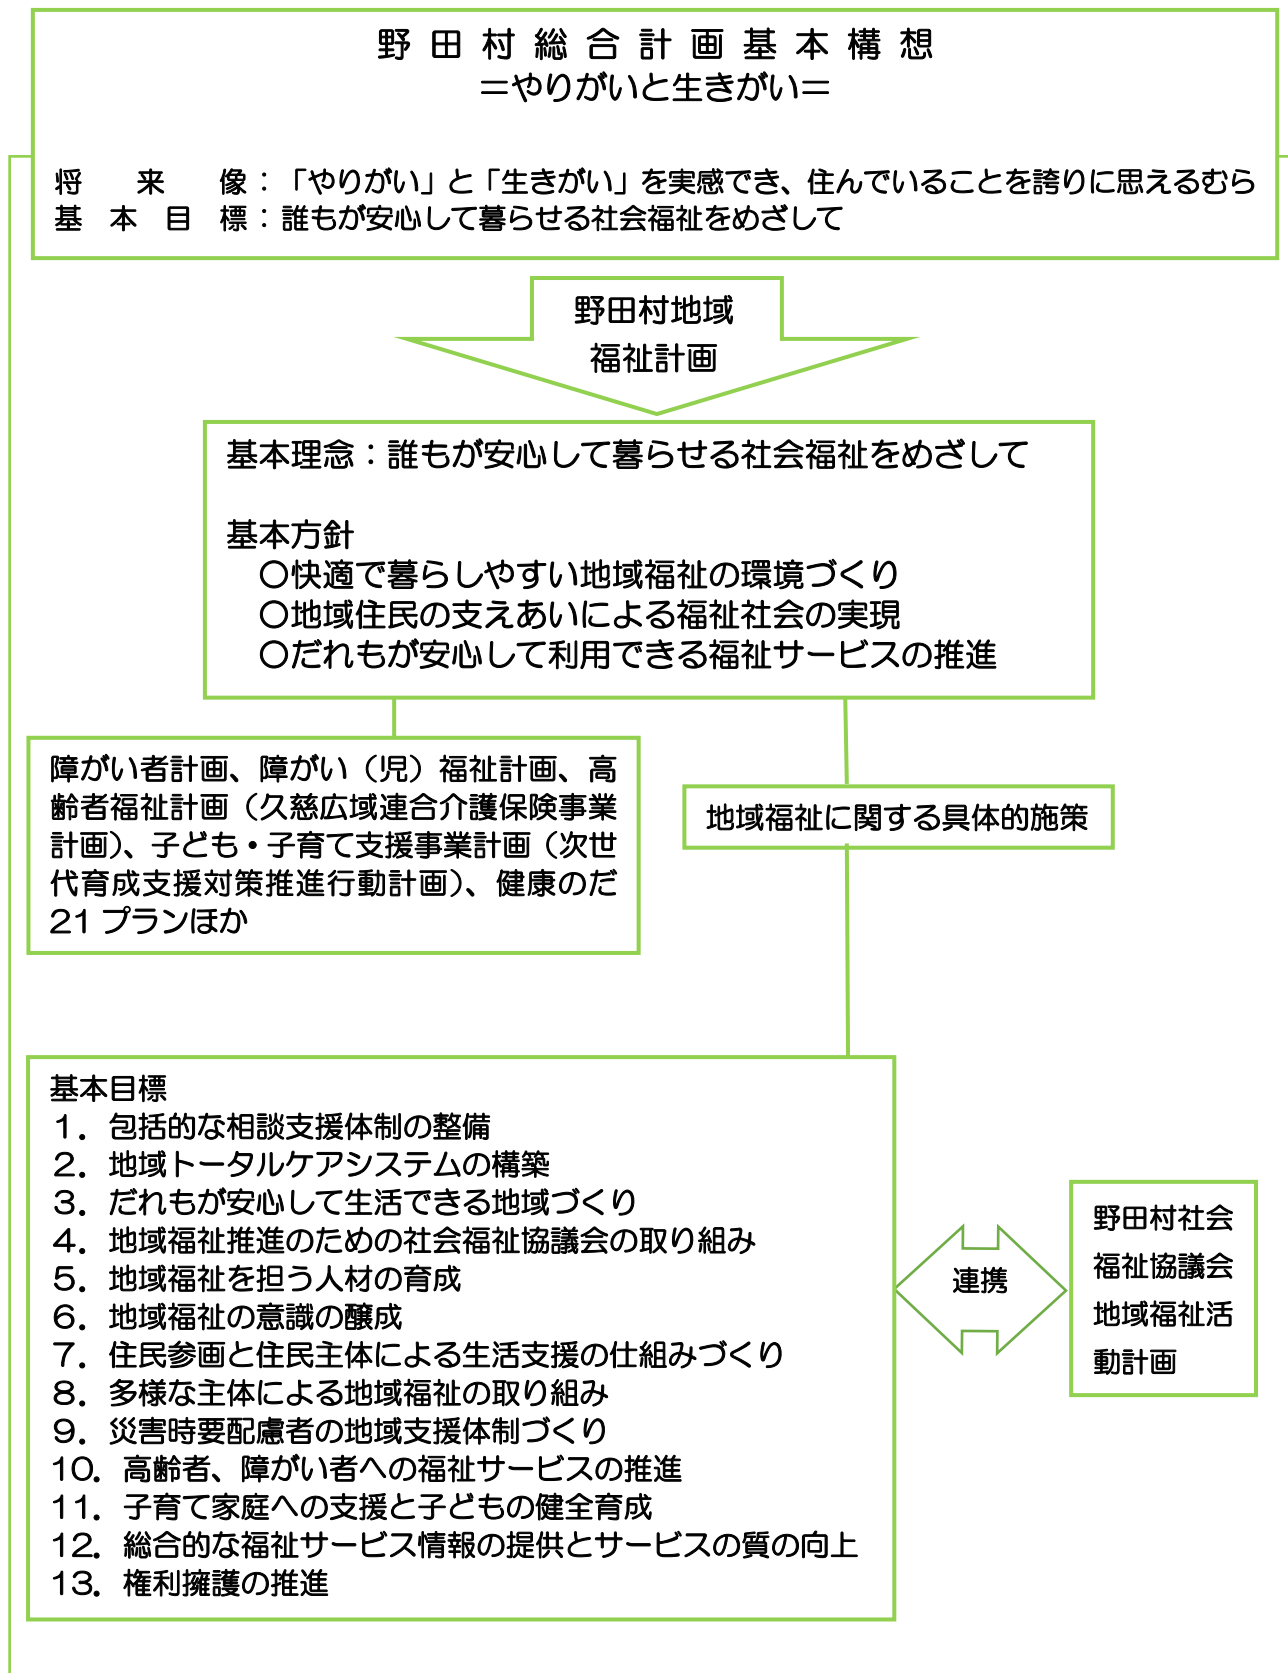 野田村総合計画基本構想
＝やりがいと生きがい＝
将来像：「やりがい」と「生きがい」を実感でき、住んでいることを誇りに思えるむら
基本目標：誰もが安心して暮らせる社会福祉をめざして
野田村地域
福祉計画
基本理念：誰もが安心して暮らせる社会福祉をめざして
基本方針
〇快適で暮らしやすい地域福祉の環境づくり
〇地域住民の支えあいによる福祉社会の実現
〇だれもが安心して利用できる福祉サービスの推進
障がい者計画、障がい（児）福祉計画、高
齢者福祉計画（久慈広域連合介護保険事業
計画）、子ども・子育て支援事業計画（次世
代育成支援対策推進行動計画）、健康のだ
21プランほか
地域福祉に関する具体的施策
基本目標
１．包括的な相談支援体制の整備
２．地域トータルケアシステムの構築
３．だれもが安心して生活できる地域づくり
４．地域福祉推進のための社会福祉協議会の取り組み
５．地域福祉を担う人材の育成
６．地域福祉の意識の醸成
７．住民参画と住民主体による生活支援の仕組みづくり
８．多様な主体による地域福祉の取り組み
９．災害時要配慮者の地域支援体制づくり
10．高齢者、障がい者への福祉サービスの推進
11．子育て家庭への支援と子どもの健全育成
12．総合的な福祉サービス情報の提供とサービスの質の向上
13．権利擁護の推進
連携
野田村社会
福祉協議会
地域福祉活
動計画